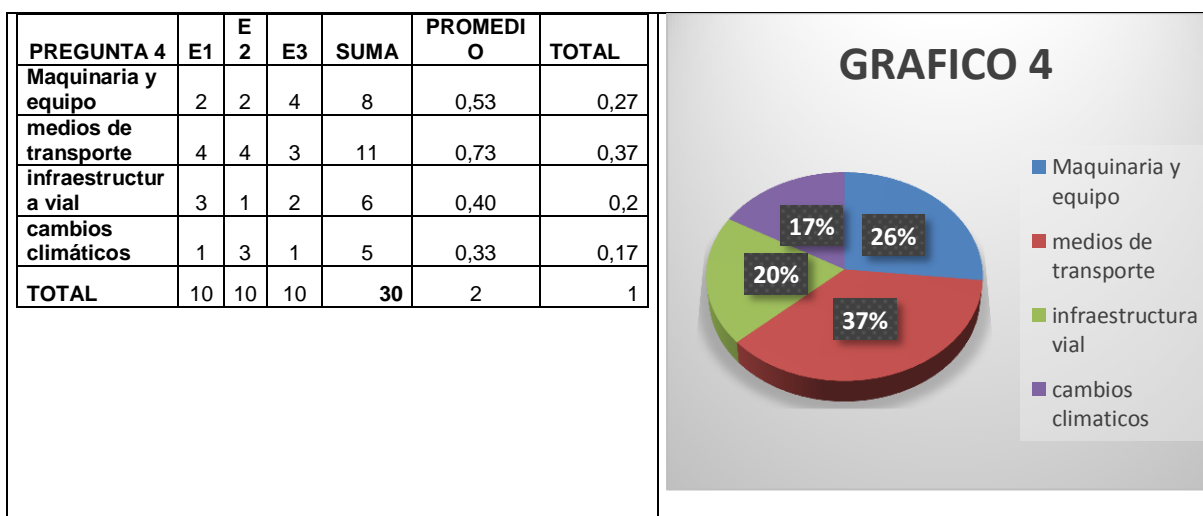 PREGUNTA 4 E1 E 2 E3 SUMA PROMEDI O TOTAL
Maquinaria y
equipo 2 2 4 8 0,53 0,27
medios de
transporte 4 4 3 11 0,73 0,37
infraestructur
a vial 3 1 2 6 0,40 0,2
cambios
climáticos 1 3 1 5 0,33 0,17
TOTAL 10 10 10 30 2 1
GRAFICO 4
17%
26%
20%
37%
Maquinaria y
equipo
medios de
transporte
infraestructura
vial
cambios
climaticos